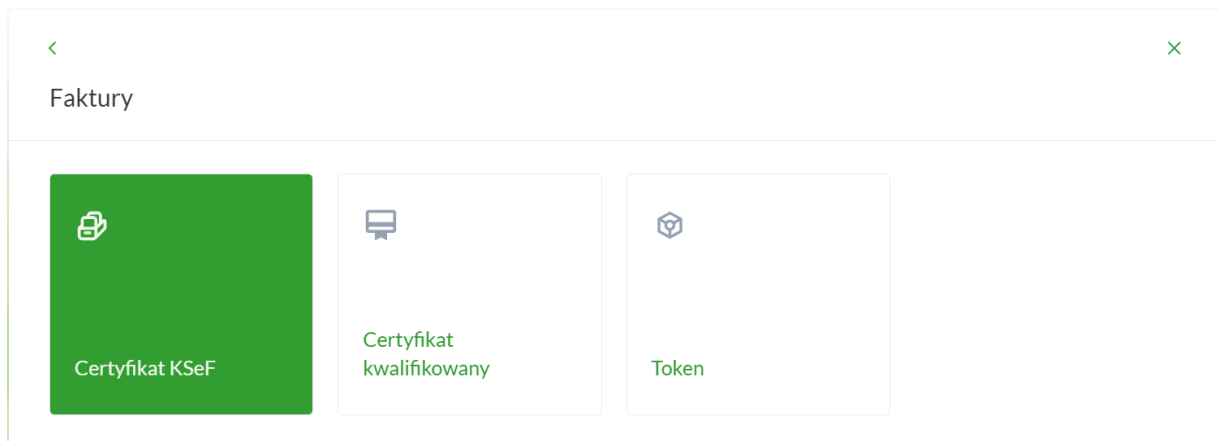 Faktury
Certyfikat KSeF
Certyfikat
kwalifikowany
Token